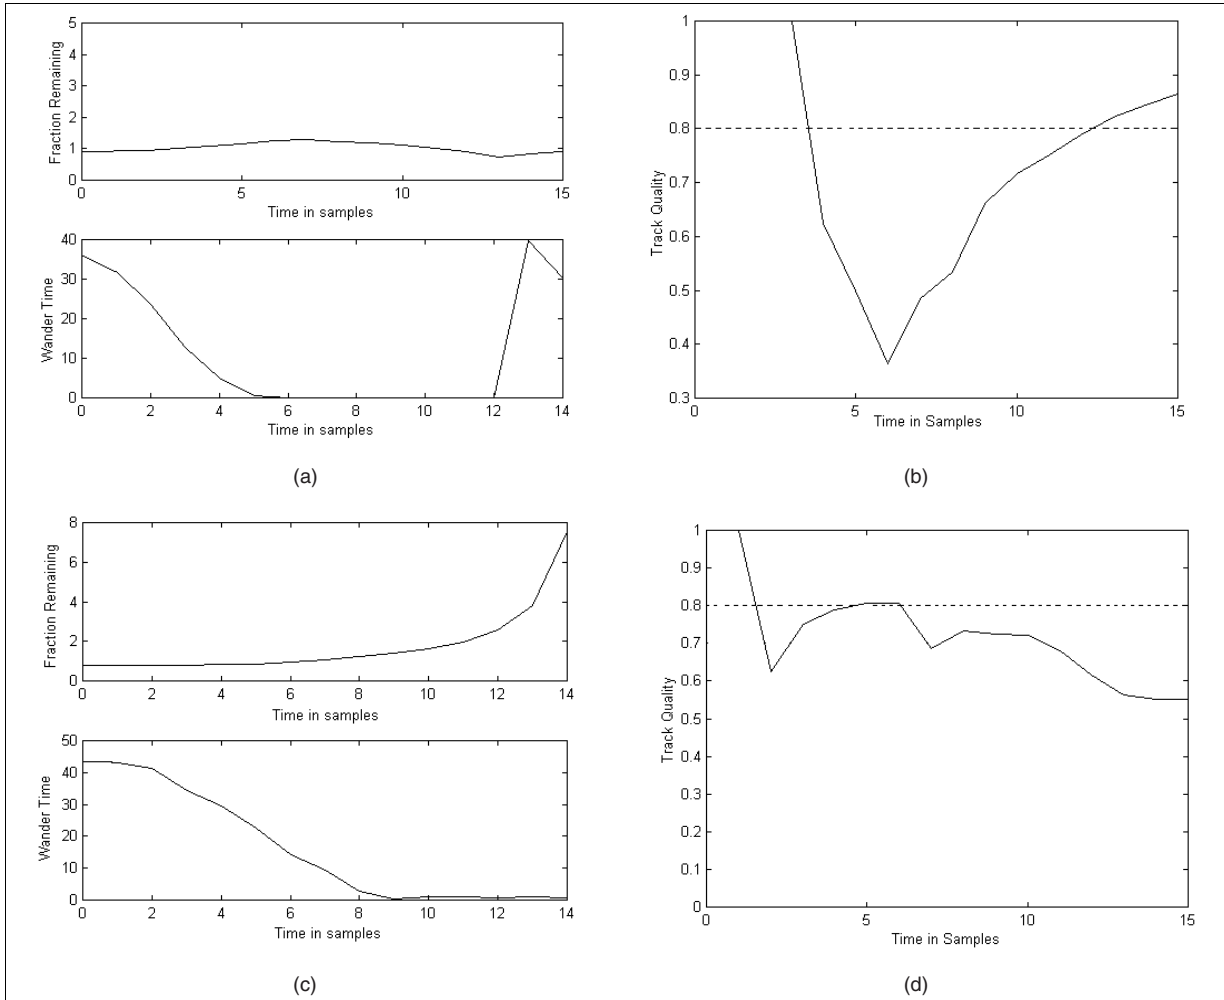 5
4
3
2
1
0
Fraction Remaining
0 5 10 15
Time in samples
40
30
20
10
0
Wander Time
0 2 4 6 8 10 12 14
Time in samples
(a)
1
0.9
0.8
0.7
0.6
0.5
0.4
0.3
Track Quality
0 5 10 15
Time in Samples
(b)
8
6
4
2
0
Fraction Remaining
0 2 4 6 8 10 12 14
Time in samples
50
40
30
20
10
0
Wander Time
0 2 4 6 8 10 12 14
Time in samples
(c)
1
0.9
0.8
0.7
0.6
0.5
0.4
0.3
0.2
0.1
0
Track Quality
0 5 10 15
Time in Samples
(d)